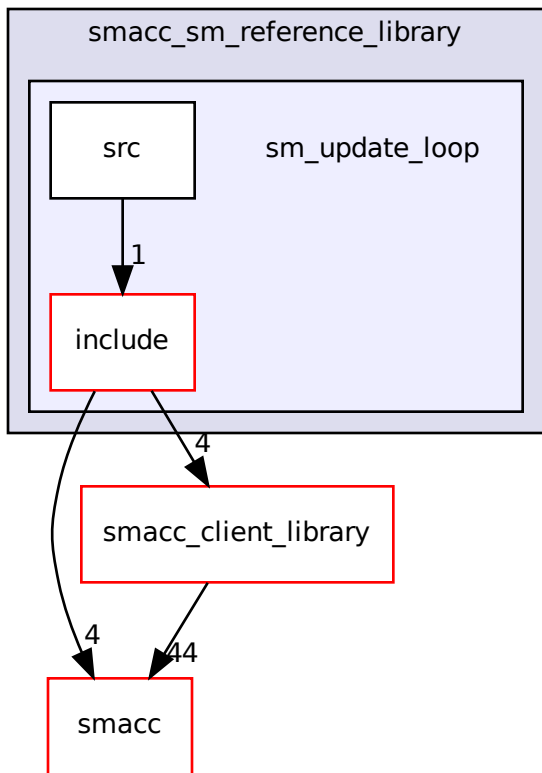 smacc_sm_reference_library
src
sm_update_loop
1
include
4
smacc_client_library
4
44
smacc